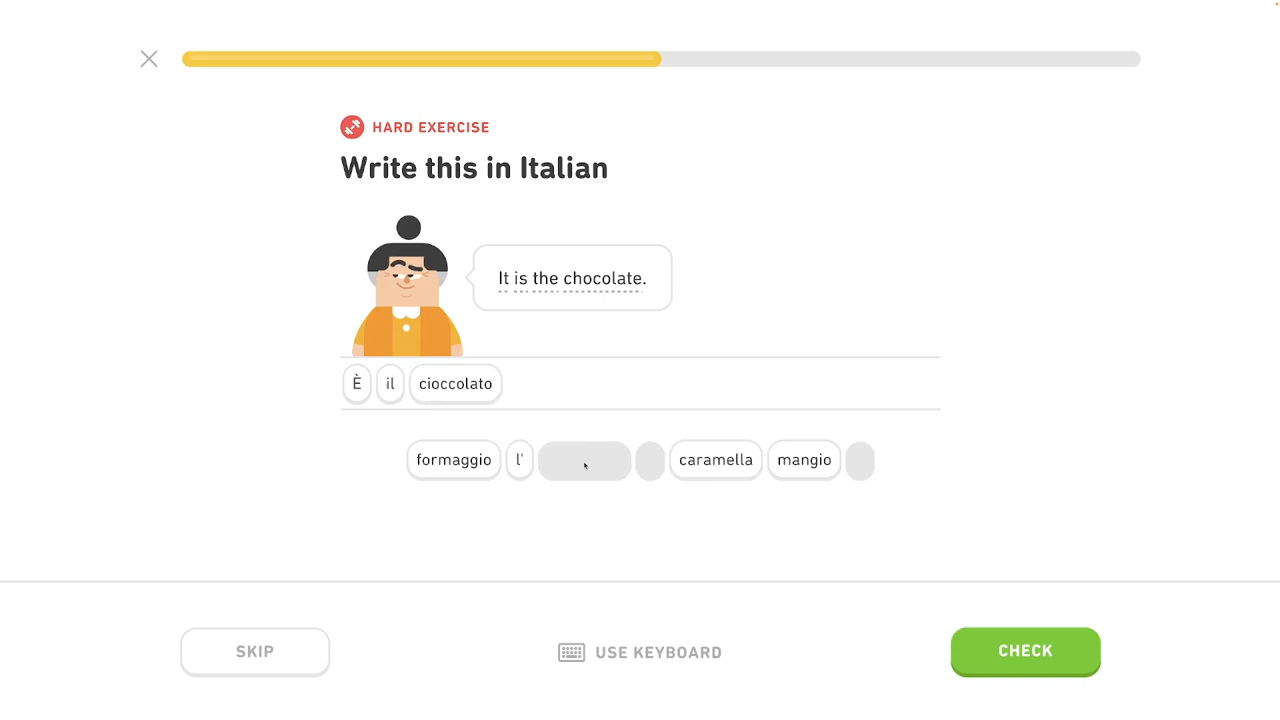 HARD EXERCISE
Write this in Italian
It is the chocolate.
È il cioccolato
formaggio l' caramella mangio
SKIP USE KEYBOARD CHECK